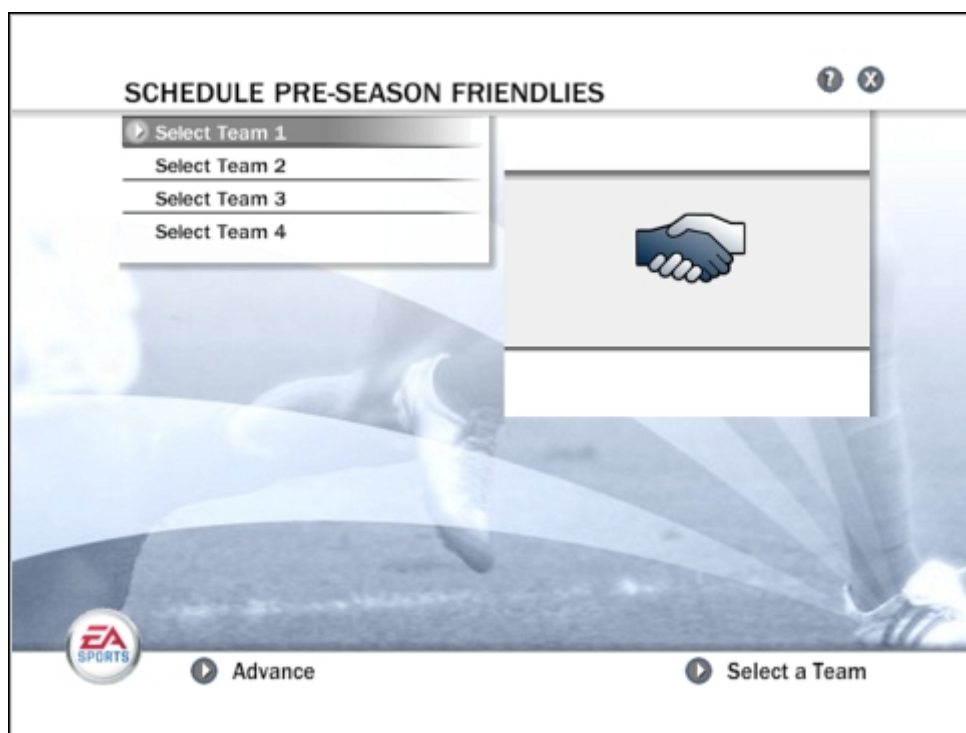 SCHEDULE PRE-SEASON FRIENDLIES
? X
Select Team 1
Select Team 2
Select Team 3
Select Team 4
EA
SPORTS
Advance
Select a Team